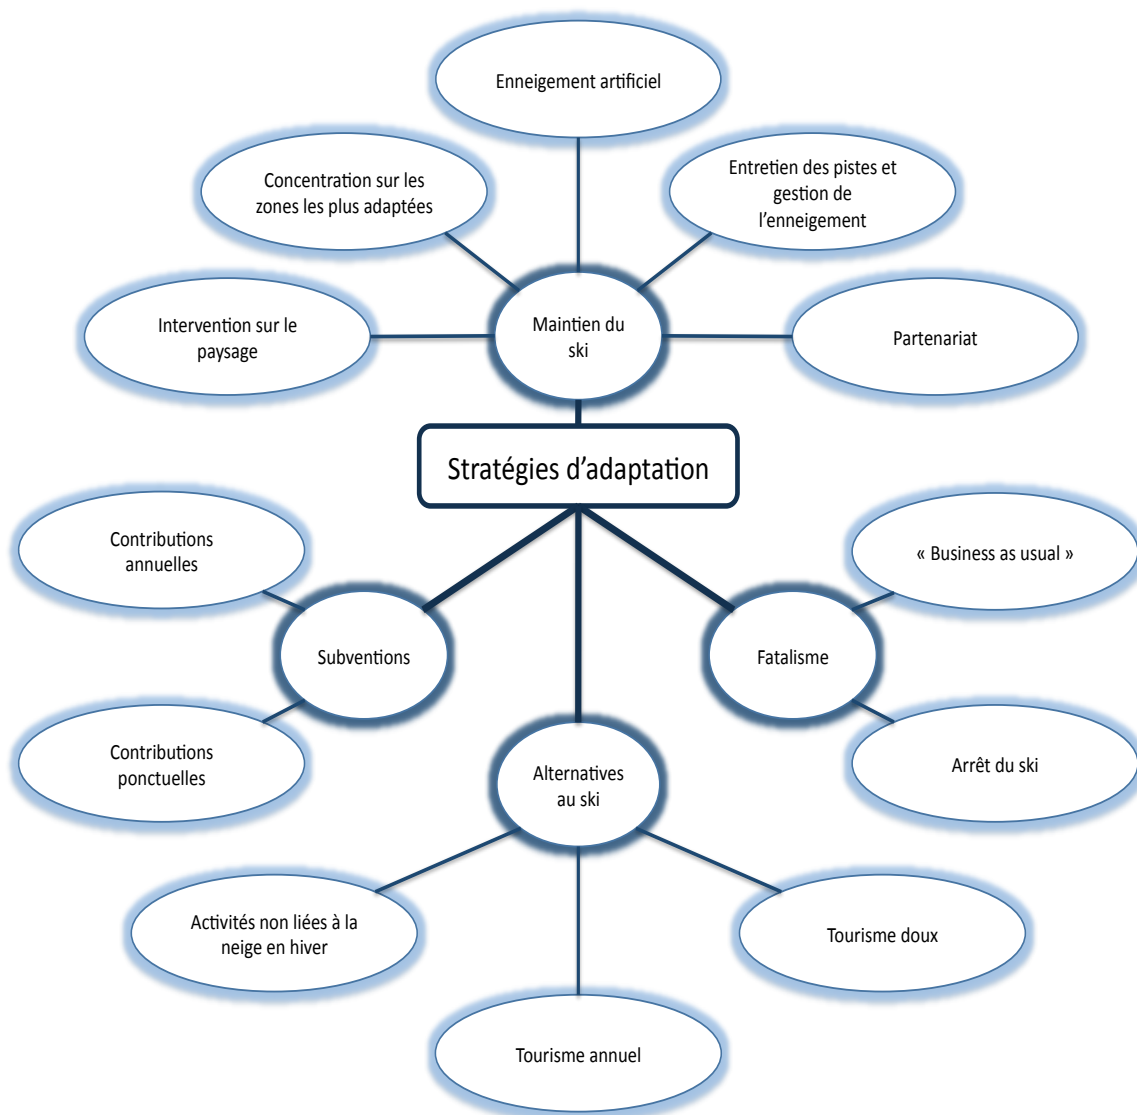 Enneigement artificiel
Concentration sur les
zones les plus adaptées
Entretien des pistes et
gestion de
l’enneigement
Intervention sur le
paysage
Maintien du
ski
Partenariat
Stratégies d’adaptation
Contributions
annuelles
« Business as usual »
Subventions
Fatalisme
Contributions
ponctuelles
Arrêt du ski
Alternatives
au ski
Activités non liées à la
neige en hiver
Tourisme doux
Tourisme annuel